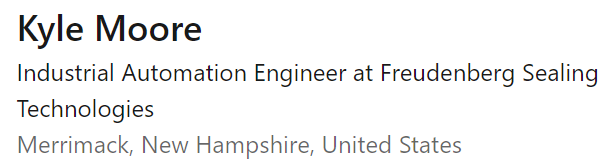 Kyle Moore
Industrial Automation Engineer at Freudenberg Sealing
Technologies
Merrimack, New Hampshire, United States